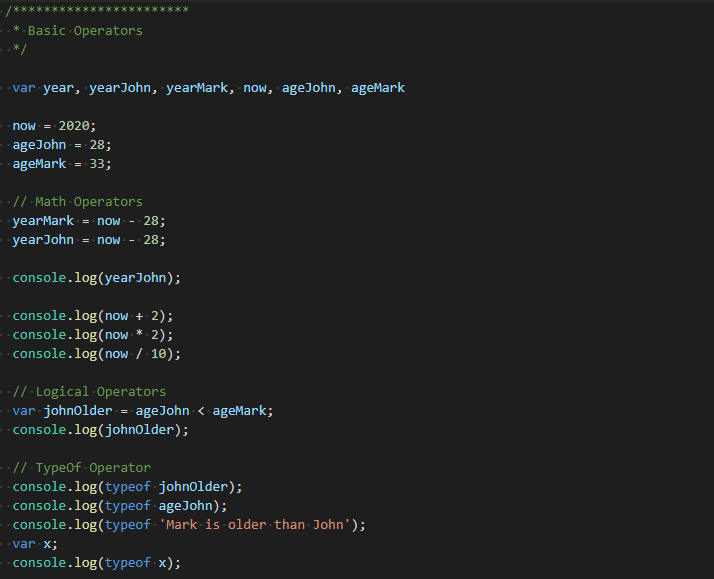 /***********************
* Basic Operators
*/
var year, yearJohn, yearMark, now, ageJohn, ageMark
now = 2020;
ageJohn = 28;
ageMark = 33;
// Math Operators
yearMark = now - 28;
yearJohn = now - 28;
console.log(yearJohn);
console.log(now + 2);
console.log(now * 2);
console.log(now / 10);
// Logical Operators
var johnOlder = ageJohn < ageMark;
console.log(johnOlder);
// TypeOf Operator
console.log(typeof johnOlder);
console.log(typeof ageJohn);
console.log(typeof 'Mark is older than John');
var x;
console.log(typeof x);